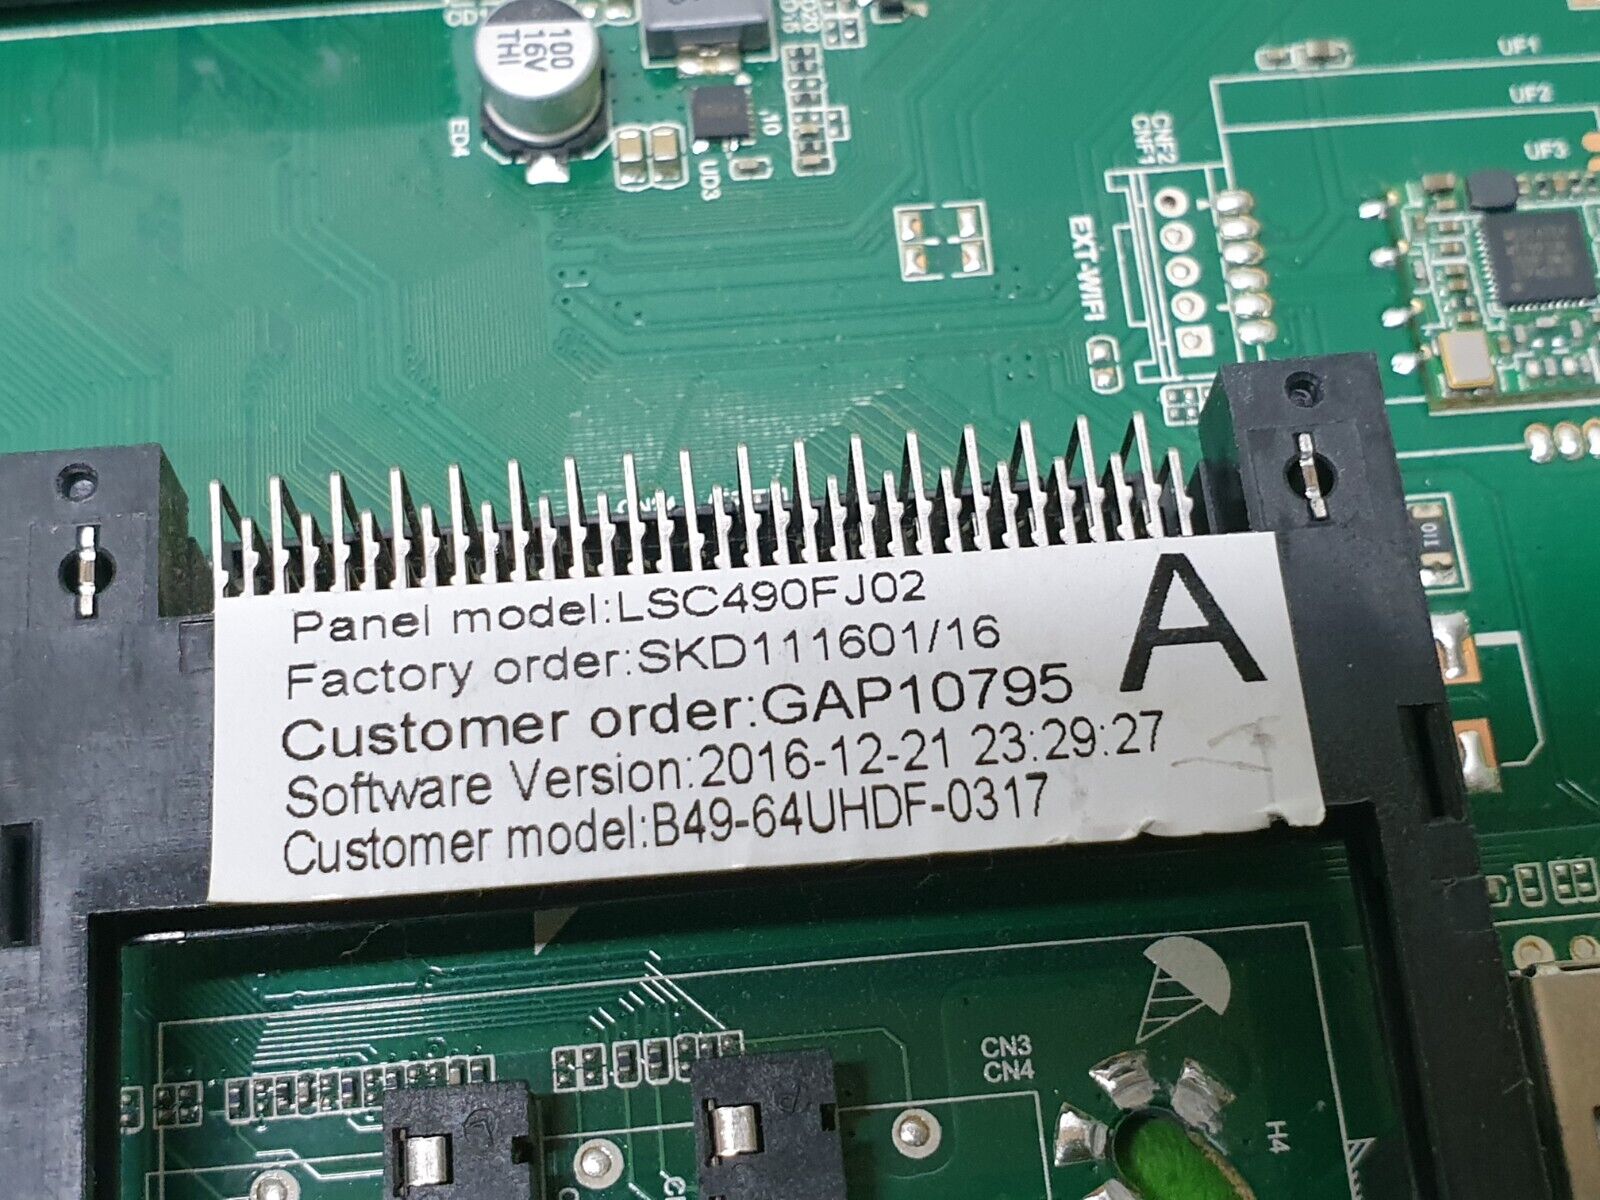 100
16V
THI
ED4
UD3
D20
D16
UF1
UF2
UF3
CNF2
CNF1
EXT-WIFI
Panel model:LSC490FJ02
Factory order:SKD111601/16
Customer order:GAP10795
Software Version:2016-12-21 23:29:27
Customer model:B49-64UHDF-0317
A
CN3
CN4
H4